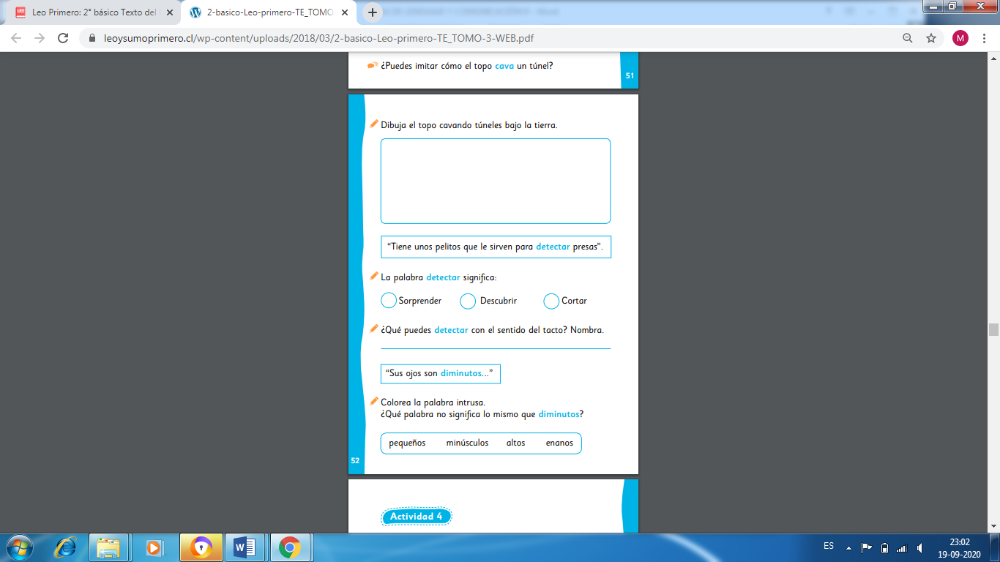 Leo Primero: 2° básico Texto del
2-basico-Leo-primero-TE_TOMO-
leoysumoprimero.cl/wp-content/uploads/2018/03/2-basico-Leo-primero-TE_TOMO-3-WEB.pdf
M
¿Puedes imitar cómo el topo cava un túnel?
51
Dibuja el topo cavando túneles bajo la tierra.
“Tiene unos pelitos que le sirven para detectar presas”.
La palabra detectar significa:
Sorprender Descubrir Cortar
¿Qué puedes detectar con el sentido del tacto? Nombra.
“Sus ojos son diminutos...”
Colorea la palabra intrusa.
¿Qué palabra no significa lo mismo que diminutos?
pequeños minúsculos altos enanos
52
Actividad 4
ES
23:02
19-09-2020